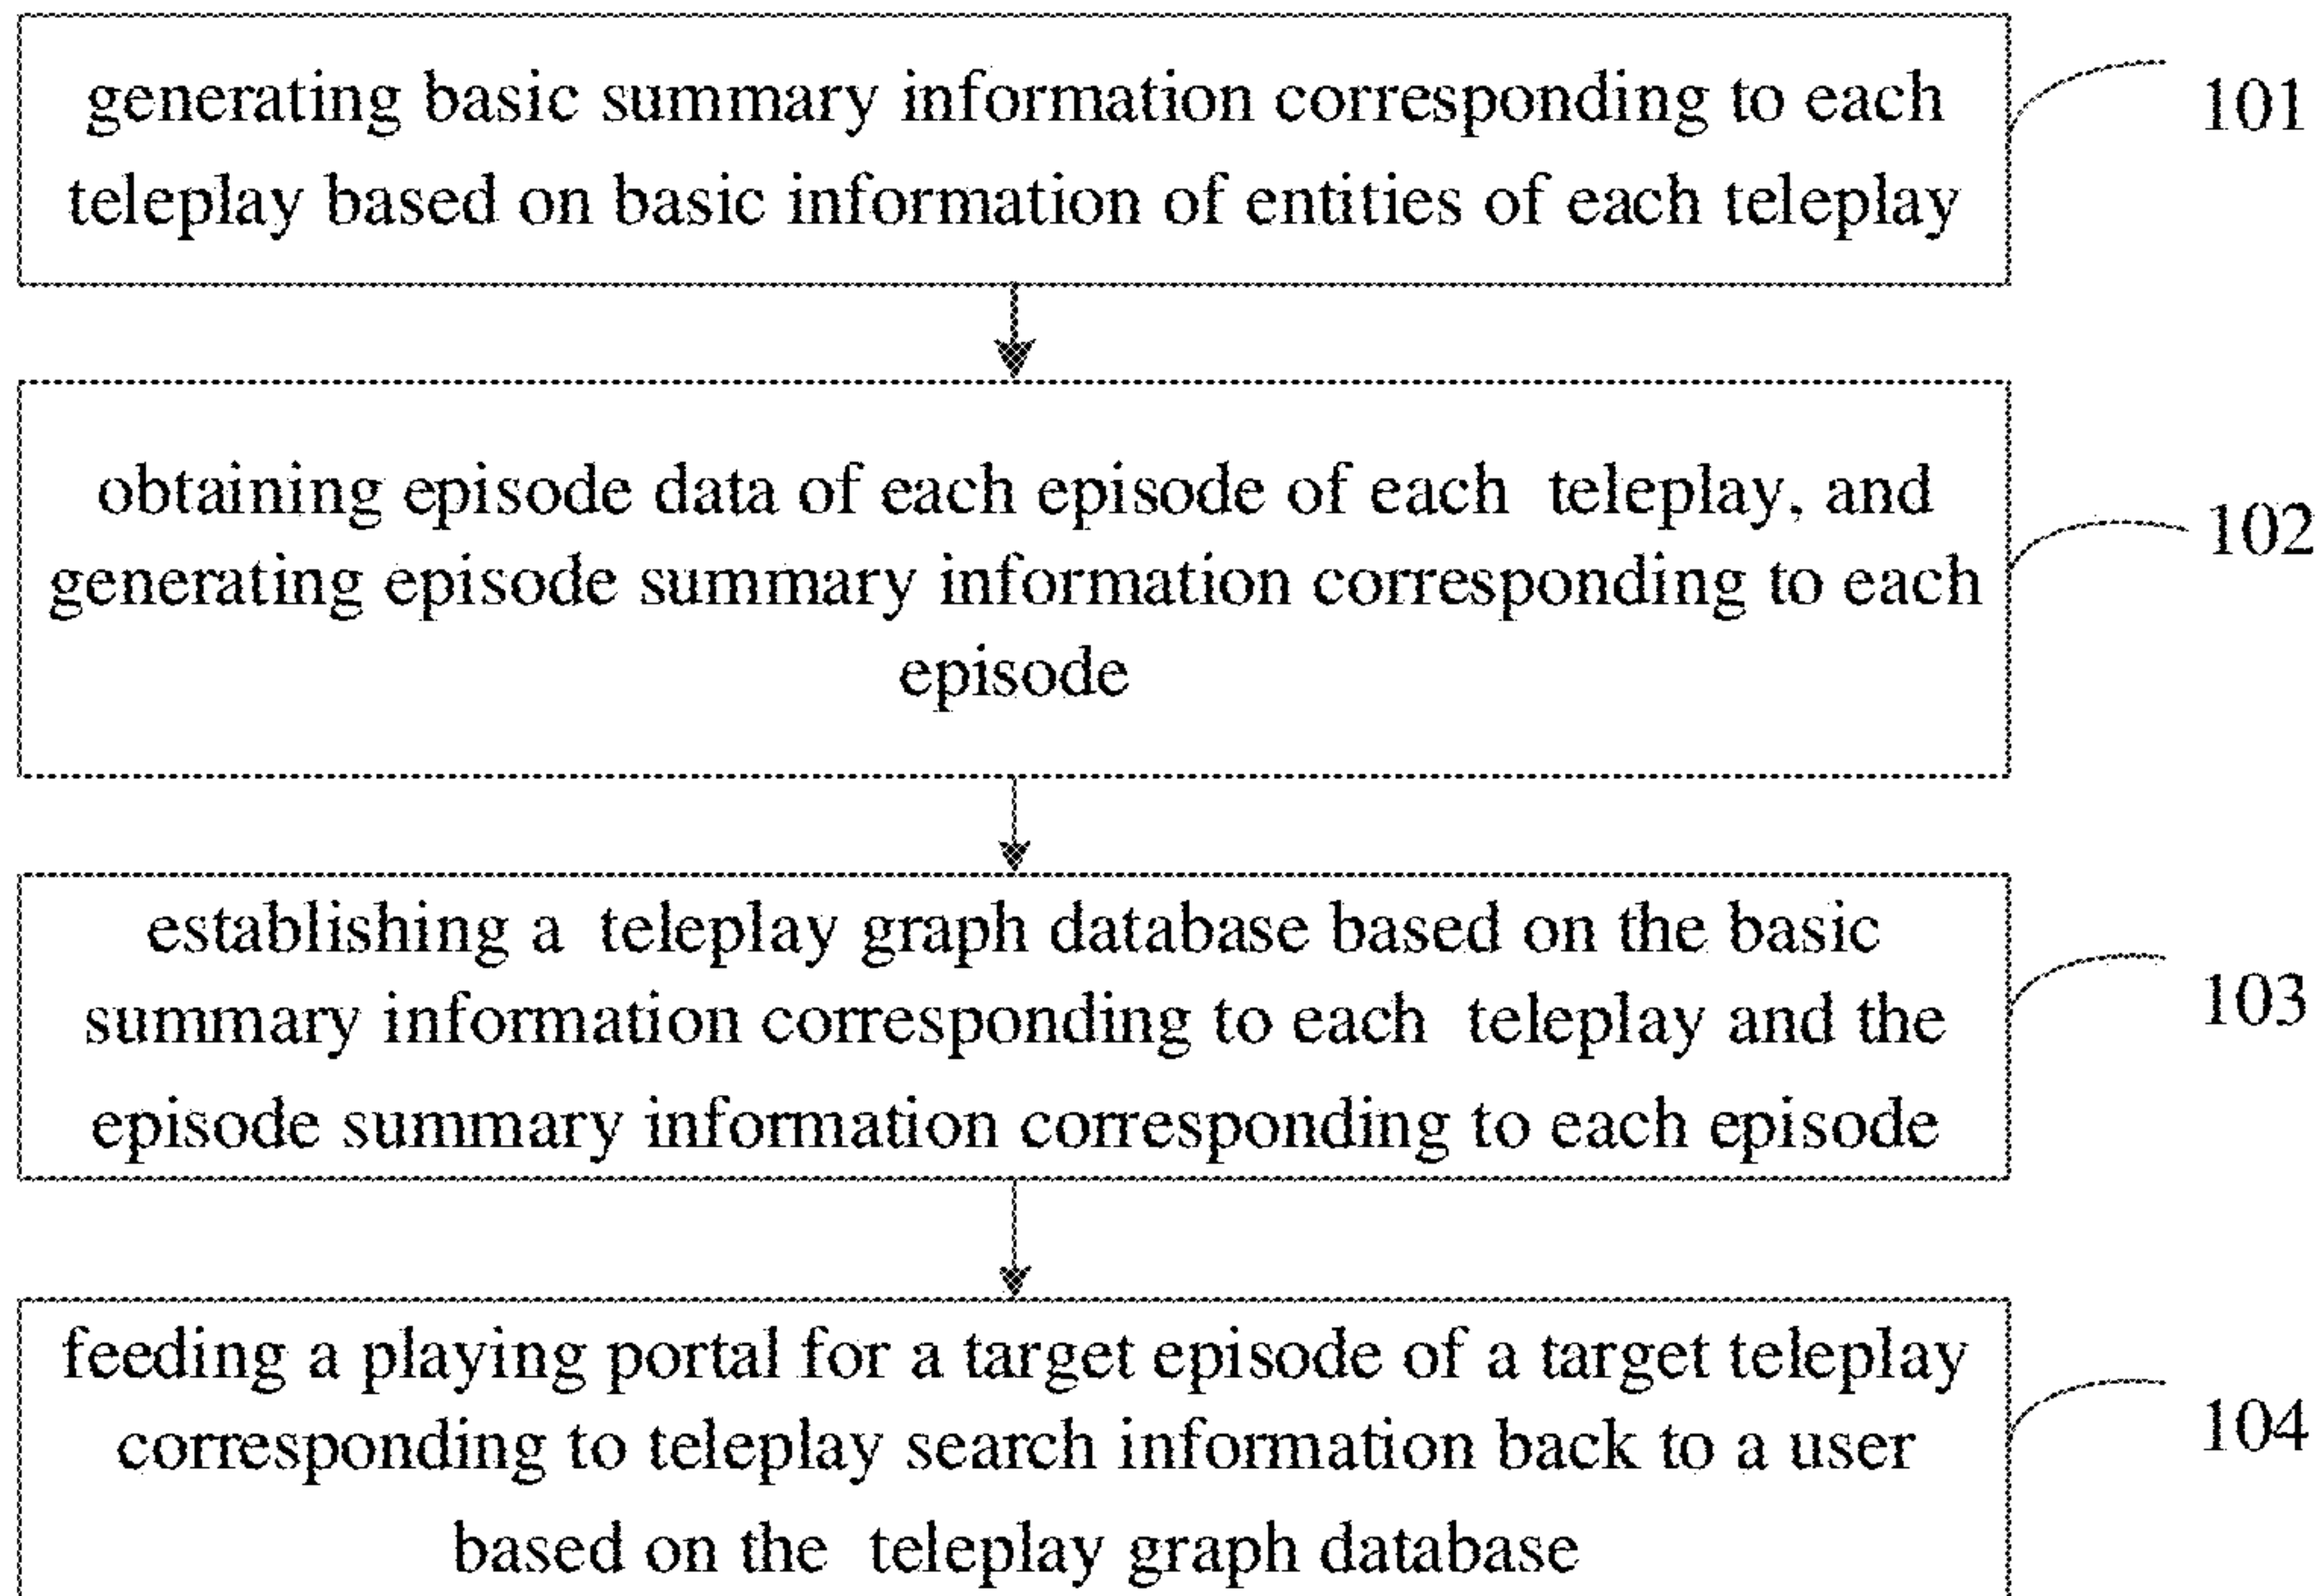 generating basic summary information corresponding to each
teleplay based on basic information of entities of each teleplay
101
obtaining episode data of each episode of each teleplay, and
generating episode summary information corresponding to each
episode
102
establishing a teleplay graph database based on the basic
summary information corresponding to each teleplay and the
episode summary information corresponding to each episode
103
feeding a playing portal for a target episode of a target teleplay
corresponding to teleplay search information back to a user
based on the teleplay graph database
104